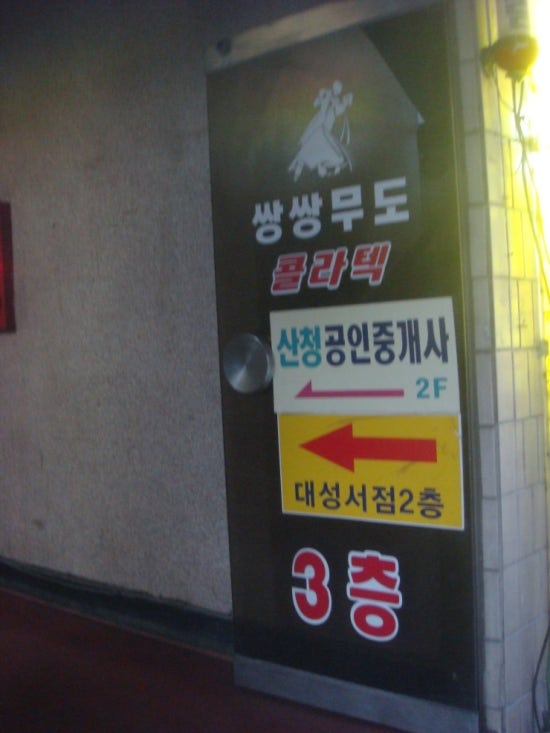 쌍쌍무도
콜라텍
산청공인중개사
2F
대성서점2층
3층